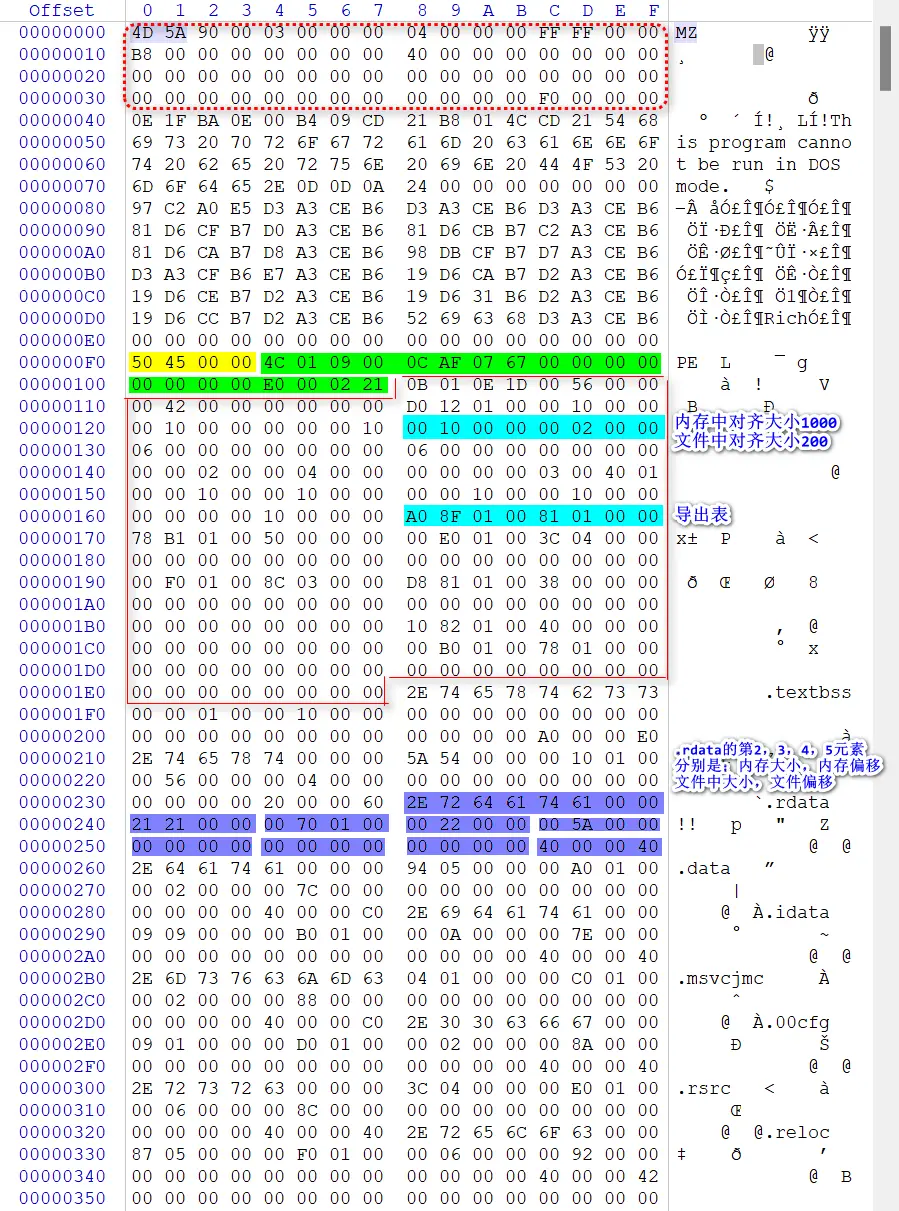 Offset 0 1 2 3 4 5 6 7 8 9 A B C D E F
00000000 4D 5A 90 00 03 00 00 00 04 00 00 00 FF FF 00 00 MZ ÿÿ
00000010 B8 00 00 00 00 00 00 00 40 00 00 00 00 00 00 00 ¸ @
00000020 00 00 00 00 00 00 00 00 00 00 00 00 00 00 00 00
00000030 00 00 00 00 00 00 00 00 00 00 00 00 F0 00 00 00 ð
00000040 0E 1F BA 0E 00 B4 09 CD 21 B8 01 4C CD 21 54 68 º ´ Í!¸ LÍ!Th
00000050 69 73 20 70 72 6F 67 72 61 6D 20 63 61 6E 6E 6F is program canno
00000060 74 20 62 65 20 72 75 6E 20 69 6E 20 44 4F 53 20 t be run in DOS
00000070 6D 6F 64 65 2E 0D 0D 0A 24 00 00 00 00 00 00 00 mode. $
00000080 97 C2 A0 E5 D3 A3 CE B6 D3 A3 CE B6 D3 A3 CE B6 —Â åÓ£Î¶Ó£Î¶Ó£Î¶
00000090 81 D6 CF B7 D0 A3 CE B6 81 D6 CB B7 C2 A3 CE B6 ÖÏ·Ð£Î¶ ÖË·Â£Î¶
000000A0 81 D6 CA B7 D8 A3 CE B6 98 DB CF B7 D7 A3 CE B6 ÖÊ·Ø£Î¶˜ÛÏ·×£Î¶
000000B0 D3 A3 CF B6 E7 A3 CE B6 19 D6 CA B7 D2 A3 CE B6 Ó£Ï¶ç£Î¶ ÖÊ·Ò£Î¶
000000C0 19 D6 CE B7 D2 A3 CE B6 19 D6 31 B6 D2 A3 CE B6 ÖÎ·Ò£Î¶ Ö1¶Ò£Î¶
000000D0 19 D6 CC B7 D2 A3 CE B6 52 69 63 68 D3 A3 CE B6 ÖÌ·Ò£Î¶RichÓ£Î¶
000000E0 00 00 00 00 00 00 00 00 00 00 00 00 00 00 00 00
000000F0 50 45 00 00 4C 01 09 00 0C AF 07 67 00 00 00 00 PE L ¯ g
00000100 00 00 00 00 E0 00 02 21 0B 01 0E 1D 00 56 00 00 à ! V
00000110 00 42 00 00 00 00 00 00 D0 12 01 00 00 10 00 00 B Ð
00000120 00 10 00 00 00 00 00 10 00 10 00 00 00 02 00 00 内存中对齐大小1000
00000130 06 00 00 00 00 00 00 00 06 00 00 00 00 00 00 00 文件中对齐大小200
00000140 00 00 02 00 00 04 00 00 00 00 00 00 03 00 40 01 @
00000150 00 00 10 00 00 10 00 00 00 00 10 00 00 10 00 00
00000160 00 00 00 00 10 00 00 00 A0 8F 01 00 81 01 00 00 导出表
00000170 78 B1 01 00 50 00 00 00 00 E0 01 00 3C 04 00 00 x± P à <
00000180 00 00 00 00 00 00 00 00 00 00 00 00 00 00 00 00
00000190 00 F0 01 00 8C 03 00 00 D8 81 01 00 38 00 00 00 ð Œ Ø 8
000001A0 00 00 00 00 00 00 00 00 00 00 00 00 00 00 00 00
000001B0 00 00 00 00 00 00 00 00 10 82 01 00 40 00 00 00 ‚ @
000001C0 00 00 00 00 00 00 00 00 00 B0 01 00 78 01 00 00 ° x
000001D0 00 00 00 00 00 00 00 00 00 00 00 00 00 00 00 00
000001E0 00 00 00 00 00 00 00 00 2E 74 65 78 74 62 73 73 .textbss
000001F0 00 00 01 00 00 10 00 00 00 00 00 00 00 00 00 00
00000200 00 00 00 00 00 00 00 00 00 00 00 00 A0 00 00 E0 à
00000210 2E 74 65 78 74 00 00 00 5A 54 00 00 00 10 01 00 .rdata的第2，3，4，5元素
00000220 00 56 00 00 00 04 00 00 00 00 00 00 00 00 00 00 分别是：内存大小，内存偏移
文件中大小，文件偏移
00000230 00 00 00 00 20 00 00 60 2E 72 64 61 74 61 00 00 `.rdata
00000240 21 21 00 00 00 70 01 00 00 22 00 00 00 5A 00 00 !! p " Z
00000250 00 00 00 00 00 00 00 00 00 00 00 00 40 00 00 40 @ @
00000260 2E 64 61 74 61 00 00 00 94 05 00 00 00 A0 01 00 .data ”
00000270 00 02 00 00 00 7C 00 00 00 00 00 00 00 00 00 00 |
00000280 00 00 00 00 40 00 00 C0 2E 69 64 61 74 61 00 00 @ À.idata
00000290 09 09 00 00 00 B0 01 00 00 0A 00 00 00 7E 00 00 ° ~
000002A0 00 00 00 00 00 00 00 00 00 00 00 00 40 00 00 40 @ @
000002B0 2E 6D 73 76 63 6A 6D 63 04 01 00 00 00 C0 01 00 .msvcjmc À
000002C0 00 02 00 00 00 88 00 00 00 00 00 00 00 00 00 00 ˆ
000002D0 00 00 00 00 40 00 00 C0 2E 30 30 63 66 67 00 00 @ À.00cfg
000002E0 09 01 00 00 00 D0 01 00 00 02 00 00 00 8A 00 00 Ð Š
000002F0 00 00 00 00 00 00 00 00 00 00 00 00 40 00 00 40 @ @
00000300 2E 72 73 72 63 00 00 00 3C 04 00 00 00 E0 01 00 .rsrc < à
00000310 00 06 00 00 00 8C 00 00 00 00 00 00 00 00 00 00 Œ
00000320 00 00 00 00 40 00 00 40 2E 72 65 6C 6F 63 00 00 @ @.reloc
00000330 87 05 00 00 00 F0 01 00 00 06 00 00 00 92 00 00 ‡ ð ’
00000340 00 00 00 00 00 00 00 00 00 00 00 00 40 00 00 42 @ B
00000350 00 00 00 00 00 00 00 00 00 00 00 00 00 00 00 00